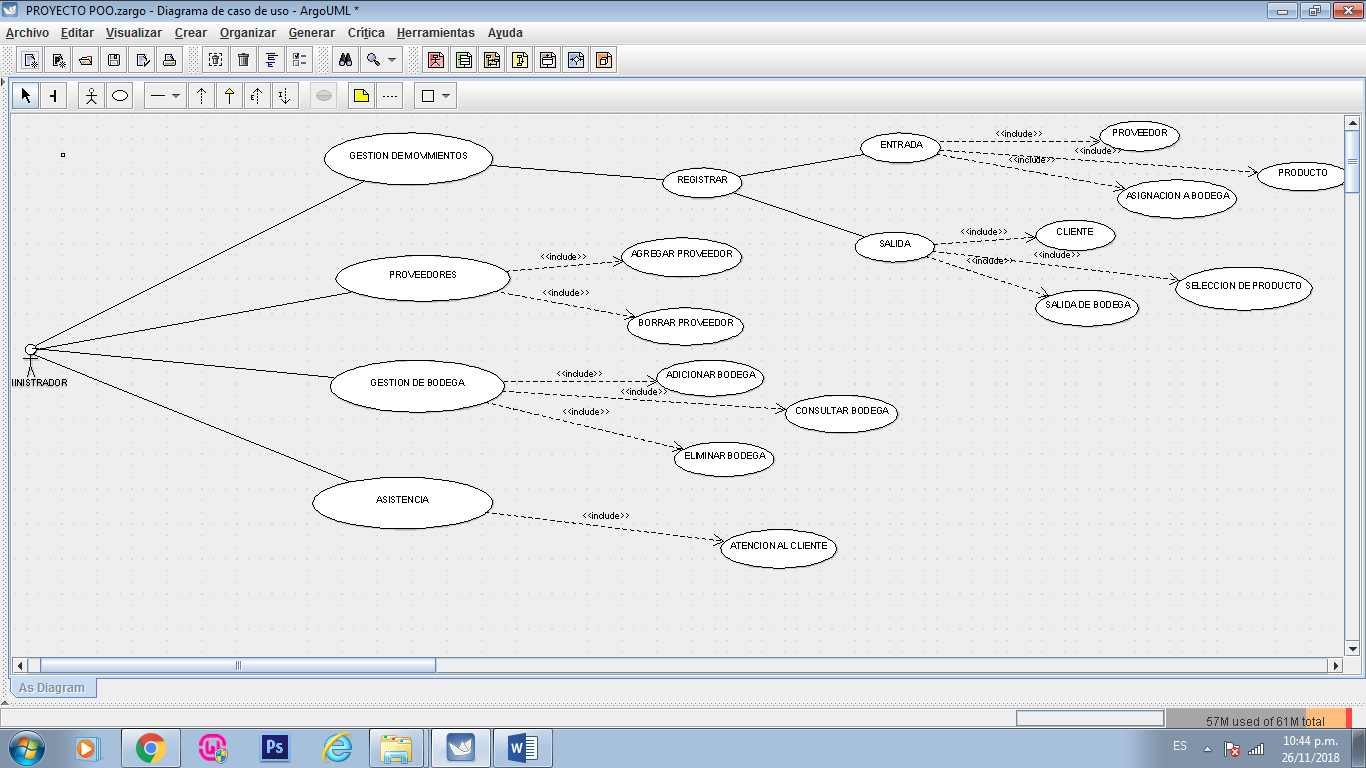 PROYECTO POO.zargo - Diagrama de caso de uso - ArgoUML *
Archivo Editar Visualizar Crear Organizar Generar Crítica Herramientas Ayuda
GESTION DE MOVIMIENTOS
REGISTRAR
ENTRADA
<<include>>
PROVEEDOR
<<include>>
<<include>>
PRODUCTO
ASIGNACION A BODEGA
SALIDA
<<include>>
CLIENTE
<<include>>
<<include>>
SELECCION DE PRODUCTO
SALIDA DE BODEGA
PROVEEDORES
<<include>>
AGREGAR PROVEEDOR
<<include>>
BORRAR PROVEEDOR
IINISTRADOR
GESTION DE BODEGA
<<include>>
ADICIONAR BODEGA
<<include>>
CONSULTAR BODEGA
<<include>>
ELIMINAR BODEGA
ASISTENCIA
<<include>>
ATENCION AL CLIENTE
As Diagram
57M used of 61M total
Ps
W
ES
10:44 p.m.
26/11/2018